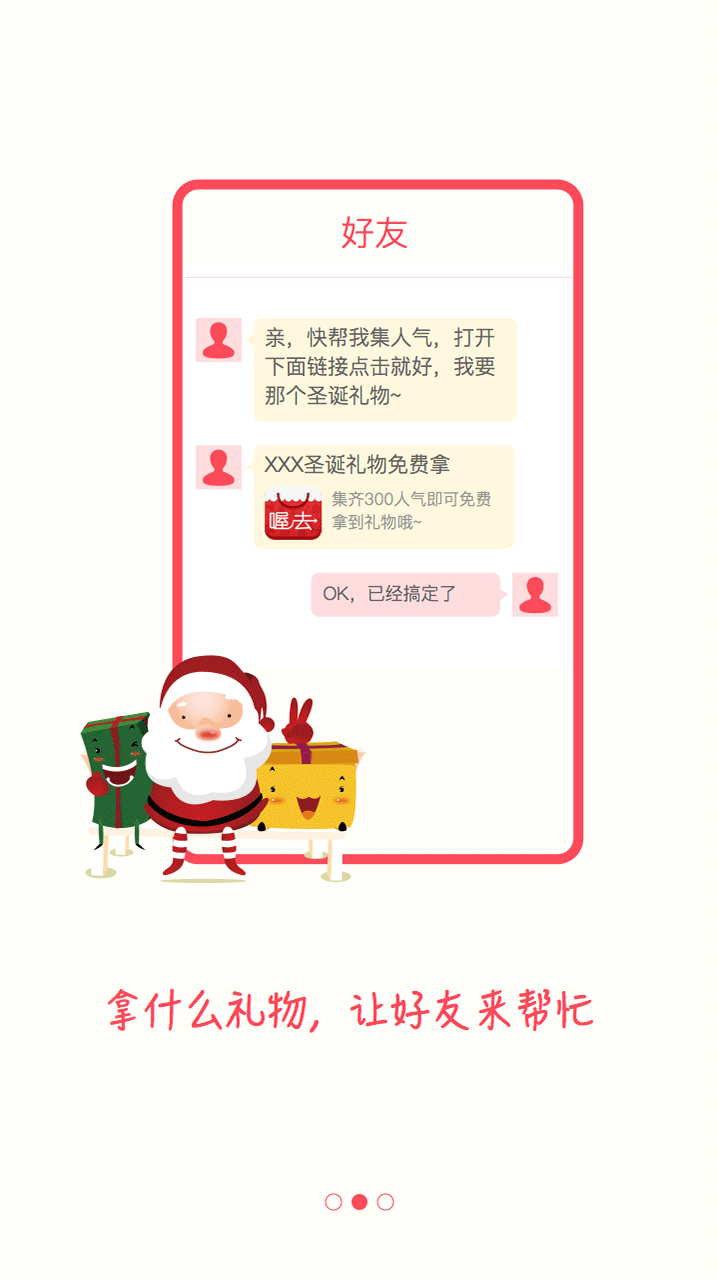 好友
亲，快帮我集人气，打开
下面链接点击就好，我要
那个圣诞礼物~
XXX圣诞礼物免费拿
集齐300人气即可免费
拿到礼物哦~
喔去
OK，已经搞定了
拿什么礼物，让好友来帮忙